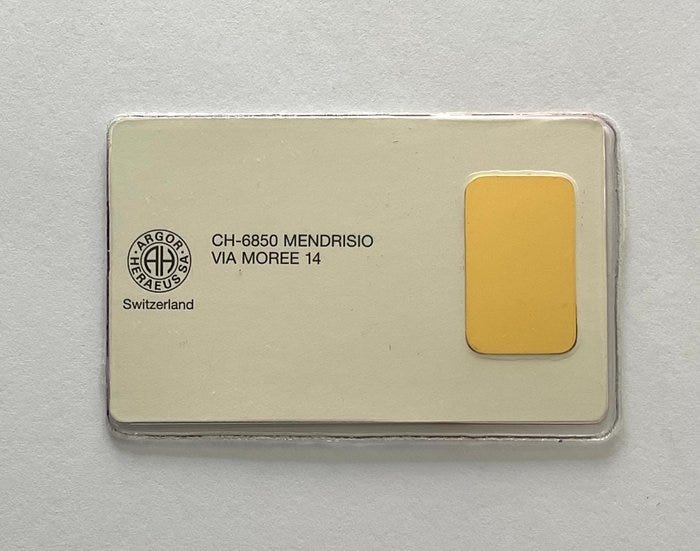 ARGOR-HERAEUS SA
AH
Switzerland
CH-6850 MENDRISIO
VIA MOREE 14